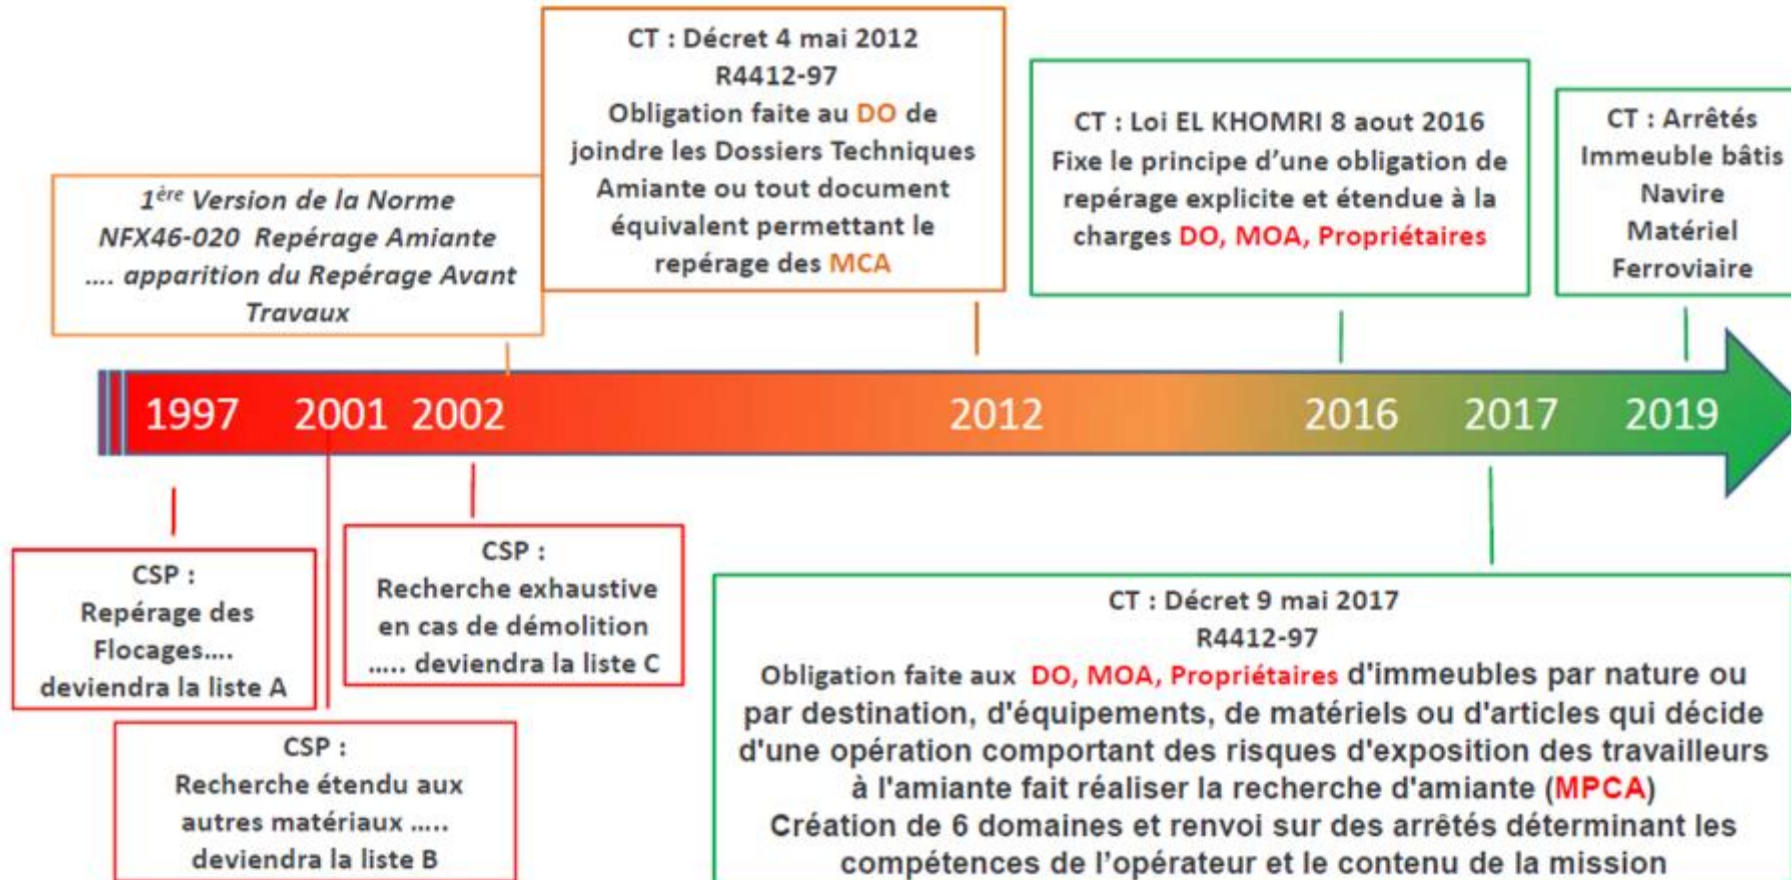 1ère Version de la Norme
NFX46-020 Repérage Amiante
.... apparition du Repérage Avant
Travaux
CT : Décret 4 mai 2012
R4412-97
Obligation faite au DO de
joindre les Dossiers Techniques
Amiante ou tout document
équivalent permettant le
repérage des MCA
CT : Loi EL KHOMRI 8 aout 2016
Fixe le principe d'une obligation de
repérage explicite et étendue à la
charges DO, MOA, Propriétaires
CT : Arrêtés
Immeuble bâtis
Navire
Matériel
Ferroviaire
1997 2001 2002 2012 2016 2017 2019
CSP :
Repérage des
Flocages....
deviendra la liste A
CSP :
Recherche étendu aux
autres matériaux .....
deviendra la liste B
CSP :
Recherche exhaustive
en cas de démolition
..... deviendra la liste C
CT : Décret 9 mai 2017
R4412-97
Obligation faite aux DO, MOA, Propriétaires d'immeubles par nature ou
par destination, d'équipements, de matériels ou d'articles qui décide
d'une opération comportant des risques d'exposition des travailleurs
à l'amiante fait réaliser la recherche d'amiante (MPCA)
Création de 6 domaines et renvoi sur des arrêtés déterminant les
compétences de l'opérateur et le contenu de la mission